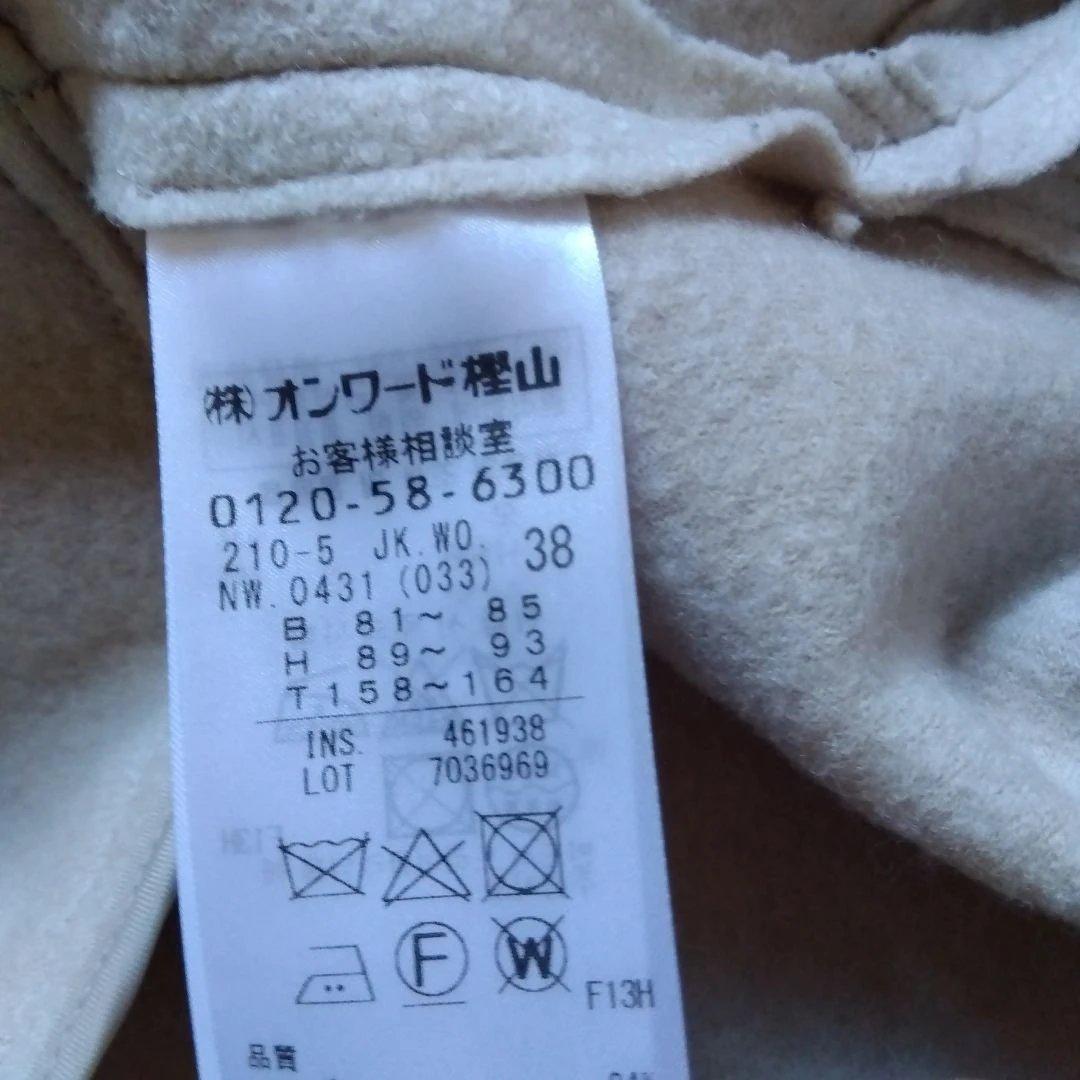 (株)オンワード樫山
お客様相談室
0120-58-6300
210-5 JK.WO. 38
NW.0431 (033)
B 81~ 85
H 89~ 93
T158~164
INS. 461938
LOT 7036969
F W F13H
品質